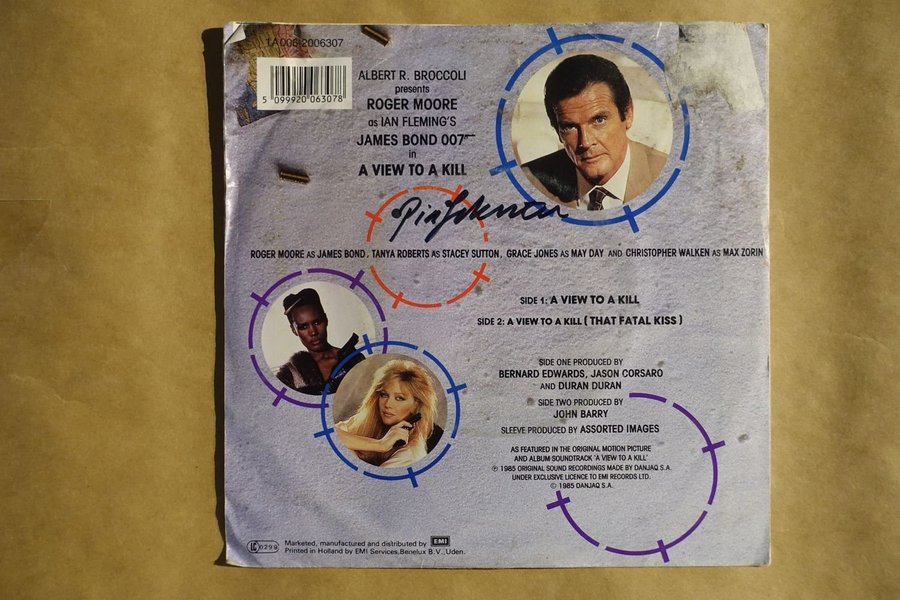 1A 006-2006307
5 099920 063078
ALBERT R. BROCCOLI
presents
ROGER MOORE
as IAN FLEMING'S
JAMES BOND 007
in
A VIEW TO A KILL
ROGER MOORE AS JAMES BOND, TANYA ROBERTS AS STACEY SUTTON, GRACE JONES AS MAY DAY AND CHRISTOPHER WALKEN AS MAX ZORIN
SIDE 1: A VIEW TO A KILL
SIDE 2: A VIEW TO A KILL (THAT FATAL KISS)
SIDE ONE PRODUCED BY
BERNARD EDWARDS, JASON CORSARO
AND DURAN DURAN
SIDE TWO PRODUCED BY
JOHN BARRY
SLEEVE PRODUCED BY ASSORTED IMAGES
AS FEATURED IN THE ORIGINAL MOTION PICTURE
AND ALBUM SOUNDTRACK 'A VIEW TO A KILL'
℗ 1985 ORIGINAL SOUND RECORDINGS MADE BY DANJAQ S.A.
UNDER EXCLUSIVE LICENCE TO EMI RECORDS LTD.
© 1985 DANJAQ S.A.
LC 0299
Marketed, manufactured and distributed by EMI
Printed in Holland by EMI Services Benelux B.V., Uden.